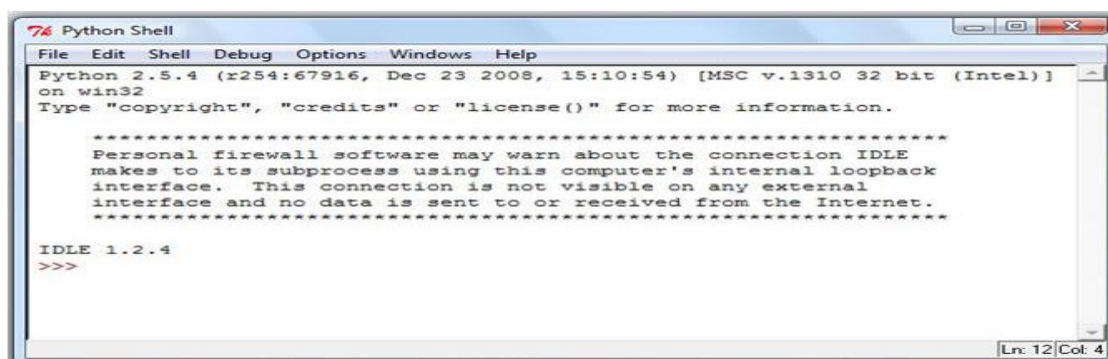 Python Shell
File Edit Shell Debug Options Windows Help
Python 2.5.4 (r254:67916, Dec 23 2008, 15:10:54) [MSC v.1310 32 bit (Intel)]
on win32
Type "copyright", "credits" or "license()" for more information.
****************************************************************
Personal firewall software may warn about the connection IDLE
makes to its subprocess using this computer's internal loopback
interface.  This connection is not visible on any external
interface and no data is sent to or received from the Internet.
****************************************************************
IDLE 1.2.4
>>>
Ln: 12 Col: 4